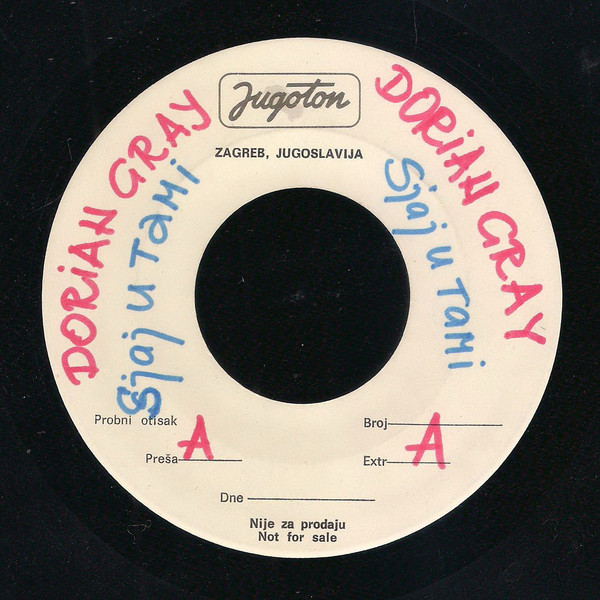 Jugoton
ZAGREB, JUGOSLAVIJA
DORiAN GRAY
Sjaj u TAMi
DORiAN GRAY
Sjaj u TAMi
Probni otisak
Broj
Preša A
Extr A
Dne
Nije za prodaju
Not for sale